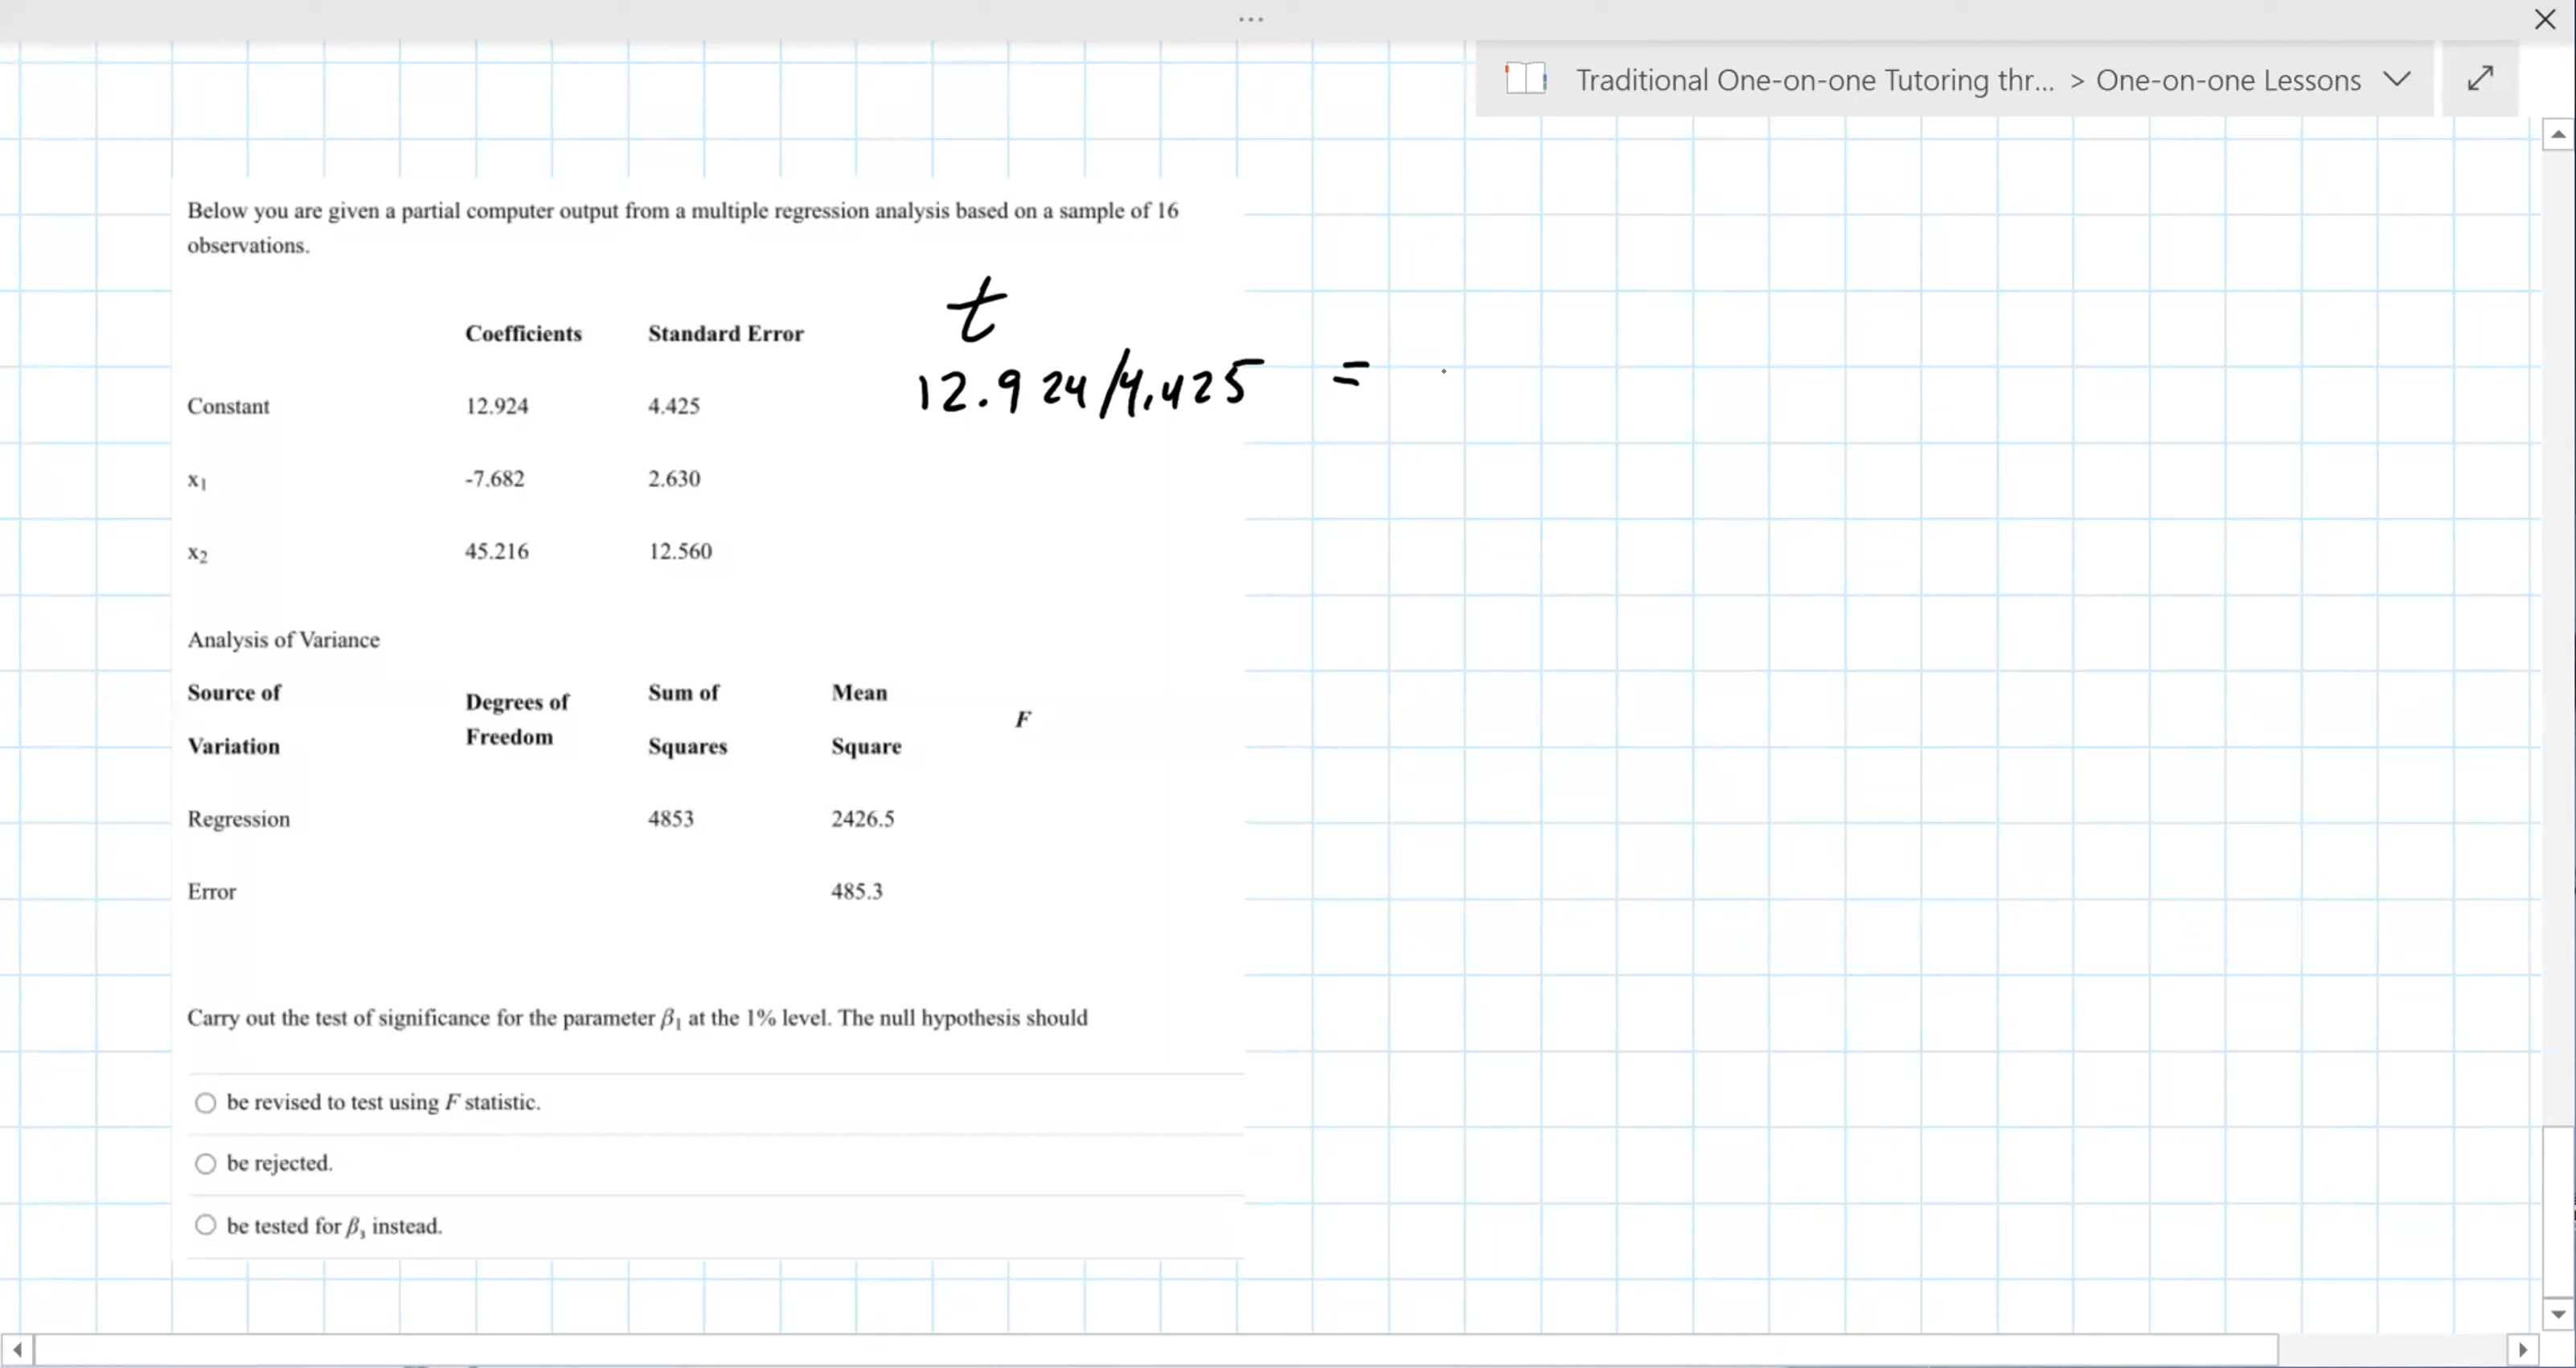 Traditional One-on-one Tutoring thr... > One-on-one Lessons
Below you are given a partial computer output from a multiple regression analysis based on a sample of 16
observations.
t
Coefficients Standard Error
12.924/4.425 =
Constant 12.924 4.425
x1 -7.682 2.630
x2 45.216 12.560
Analysis of Variance
Source of Sum of Mean
Degrees of
F
Freedom
Variation Squares Square
Regression 4853 2426.5
Error 485.3
Carry out the test of significance for the parameter β1 at the 1% level. The null hypothesis should
be revised to test using F statistic.
be rejected.
be tested for β3 instead.